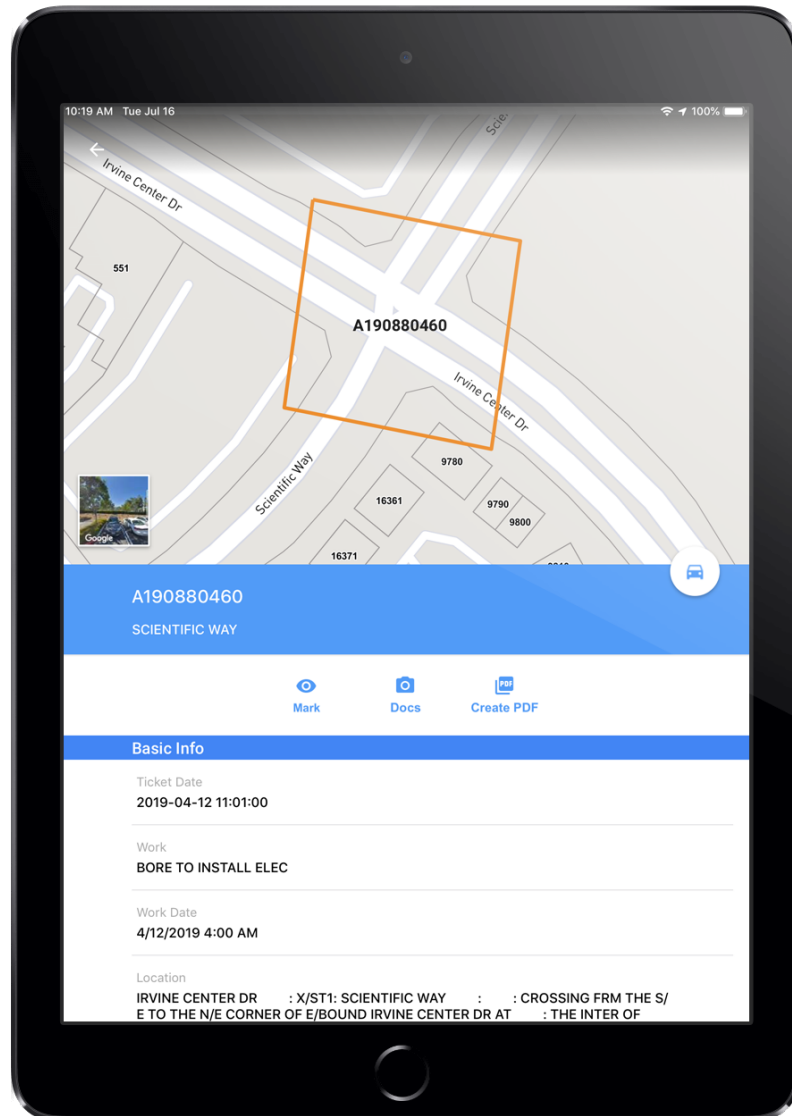 10:19 AM Tue Jul 16
100%
Irvine Center Dr
551
A190880460
Irvine Center Dr
Scientific Way
9780
16361
9790
9800
16371
Google
A190880460
SCIENTIFIC WAY
Mark
Docs
PDF
Create PDF
Basic Info
Ticket Date
2019-04-12 11:01:00
Work
BORE TO INSTALL ELEC
Work Date
4/12/2019 4:00 AM
Location
IRVINE CENTER DR : X/ST1: SCIENTIFIC WAY : : CROSSING FRM THE S/
E TO THE N/E CORNER OF E/BOUND IRVINE CENTER DR AT : THE INTER OF